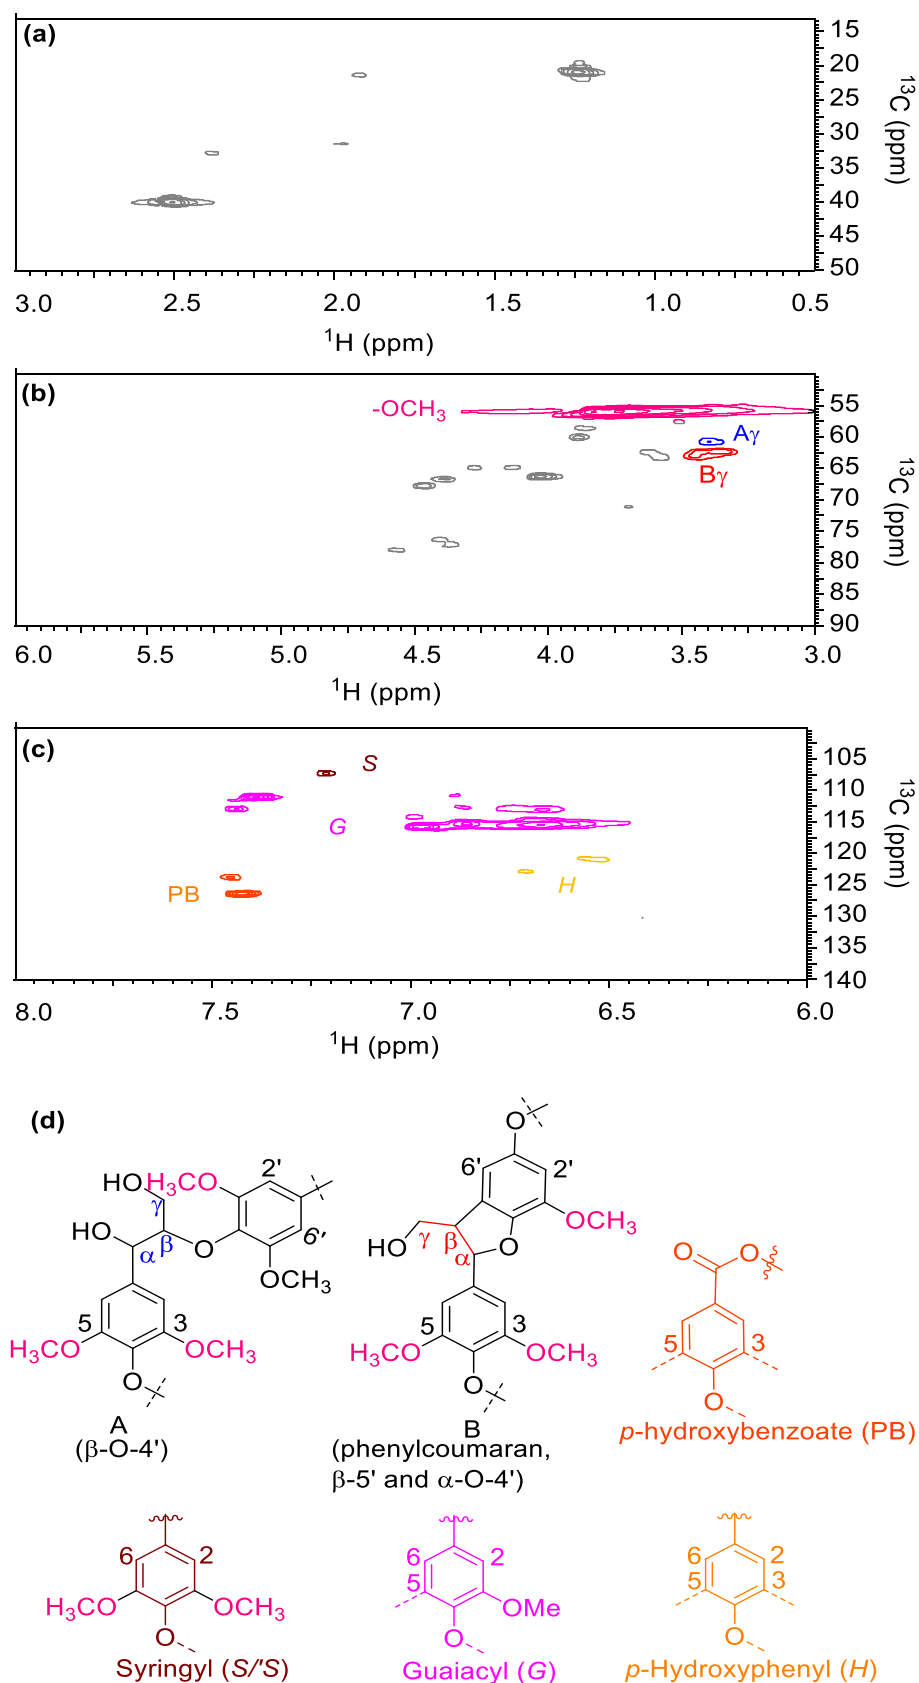 (a)
15
20
25
30
35
40
45
50
¹³C (ppm)
3.0 2.5 2.0 1.5 1.0 0.5
¹H (ppm)
(b)
-OCH₃
Aγ
Bγ
55
60
65
70
75
80
85
90
¹³C (ppm)
6.0 5.5 5.0 4.5 4.0 3.5 3.0
¹H (ppm)
(c)
S
G
PB
H
105
110
115
120
125
130
135
140
¹³C (ppm)
8.0 7.5 7.0 6.5 6.0
¹H (ppm)
(d)
HO
H₃CO
2'
γ
HO
β
α
O
6'
OCH₃
5
3
H₃CO
OCH₃
O
A
(β-O-4')
O
6'
2'
OCH₃
γ
HO
β
α
O
5
3
H₃CO
OCH₃
O
B
(phenylcoumaran,
β-5' and α-O-4')
O
O
5
3
O
p-hydroxybenzoate (PB)
6
2
H₃CO
OCH₃
O
Syringyl (S/'S)
6
2
5
OMe
O
Guaiacyl (G)
6
2
5
3
O
p-Hydroxyphenyl (H)